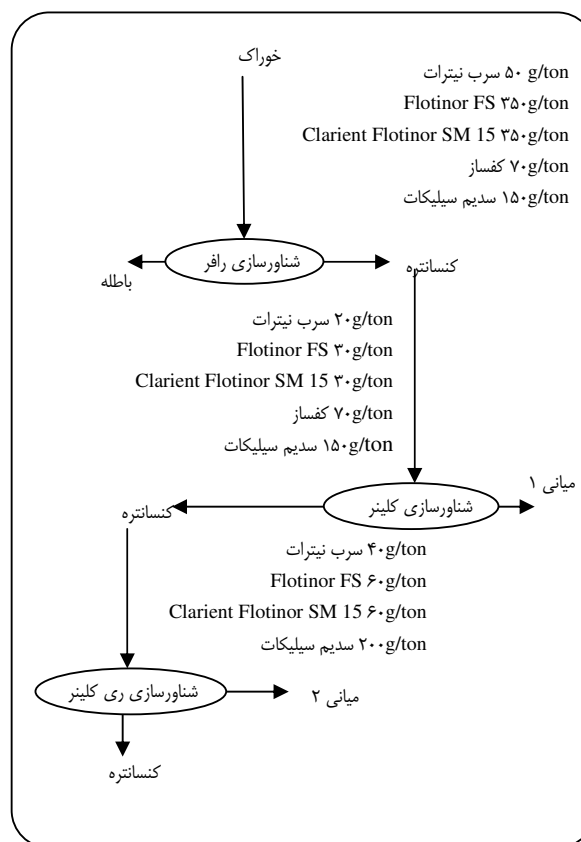 خوراک
۵۰ g/ton سرب نیترات
Flotinor FS ۳۵۰g/ton
Clarient Flotinor SM 15 ۳۵۰g/ton
۷۰g/ton کفساز
۱۵۰g/ton سدیم سیلیکات
شناورسازی رافر
کنسانتره
باطله
۲۰g/ton سرب نیترات
Flotinor FS ۳۰g/ton
Clarient Flotinor SM 15 ۳۰g/ton
۷۰g/ton کفساز
۱۵۰g/ton سدیم سیلیکات
میانی ۱
شناورسازی کلینر
کنسانتره
۴۰g/ton سرب نیترات
Flotinor FS ۶۰g/ton
Clarient Flotinor SM 15 ۶۰g/ton
۲۰۰g/ton سدیم سیلیکات
میانی ۲
شناورسازی ری کلینر
کنسانتره